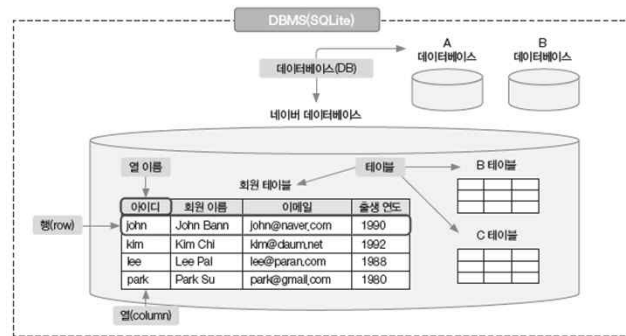 DBMS(SQLite)
A
데이터베이스
B
데이터베이스
데이터베이스(DB)
네이버 데이터베이스
열 이름
회원 테이블
테이블
B 테이블
아이디 회원 이름 이메일 출생 연도
행(row)
john John Bann john@naver.com 1990
kim Kim Chi kim@daum.net 1992
lee Lee Pal lee@paran.com 1988
park Park Su park@gmail.com 1980
C 테이블
열(column)